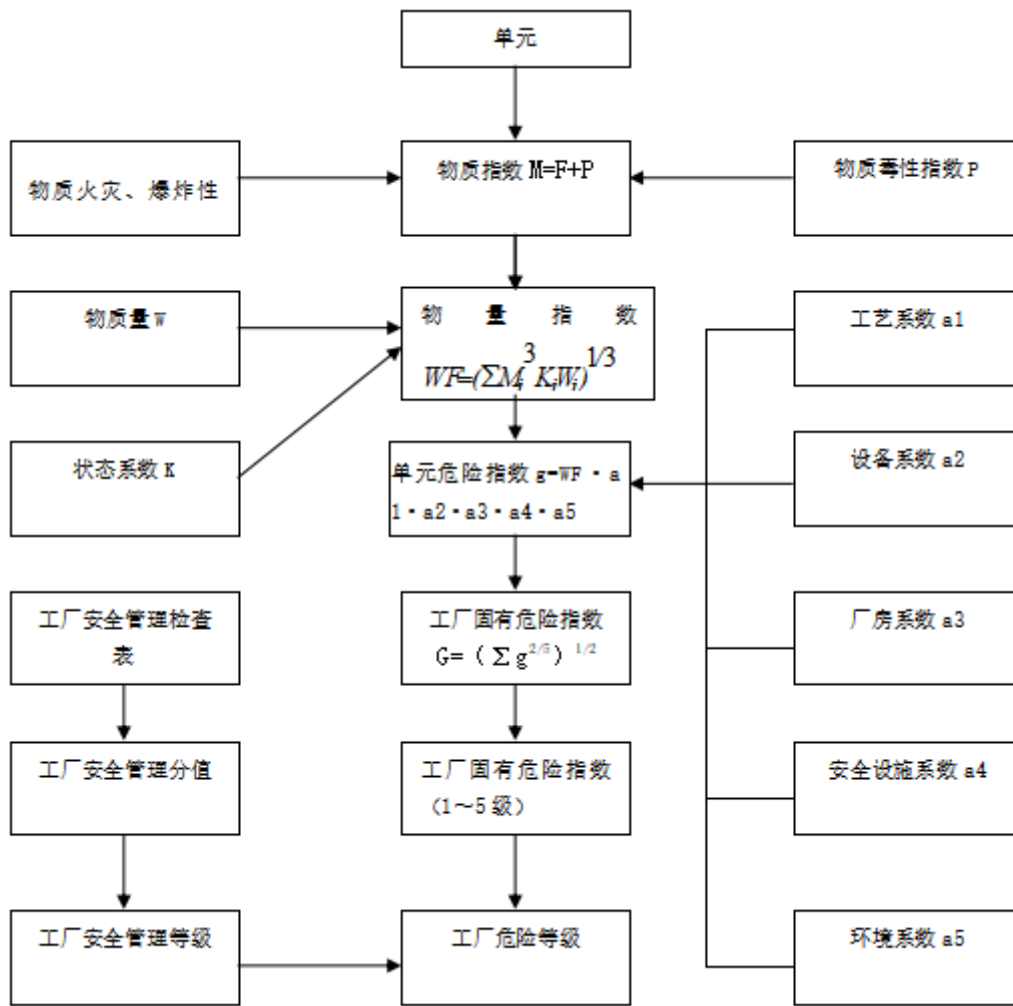 单元
物质火灾、爆炸性
物质指数 M=F+P
物质毒性指数 P
物质量 W
物量指数
WF=(ΣMᵢ³KᵢWᵢ)^1/3
工艺系数 a1
状态系数 K
单元危险指数 g=WF·a
1·a2·a3·a4·a5
设备系数 a2
工厂安全管理检查
表
工厂固有危险指数
G=（Σg^2/5）^1/2
厂房系数 a3
工厂安全管理分值
工厂固有危险指数
（1～5 级）
安全设施系数 a4
工厂安全管理等级
工厂危险等级
环境系数 a5